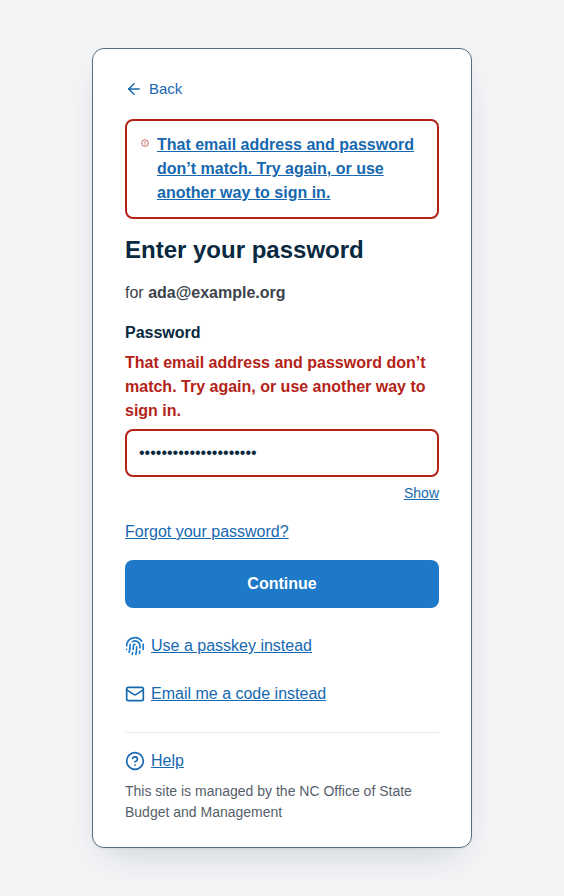 Back
That email address and password
don’t match. Try again, or use
another way to sign in.
Enter your password
for ada@example.org
Password
That email address and password don’t
match. Try again, or use another way to
sign in.
•••••••••••••••••••••
Show
Forgot your password?
Continue
Use a passkey instead
Email me a code instead
Help
This site is managed by the NC Office of State
Budget and Management